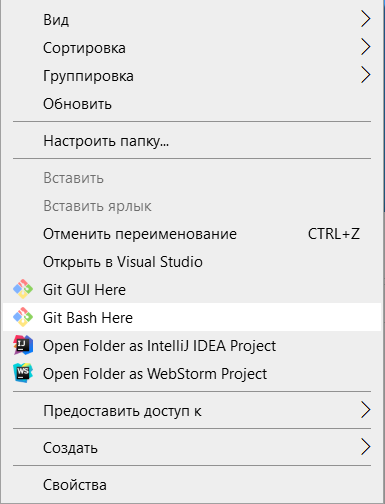 Вид
Сортировка
Группировка
Обновить
Настроить папку...
Вставить
Вставить ярлык
Отменить переименование CTRL+Z
Открыть в Visual Studio
Git GUI Here
Git Bash Here
Open Folder as IntelliJ IDEA Project
WS Open Folder as WebStorm Project
Предоставить доступ к
Создать
Свойства